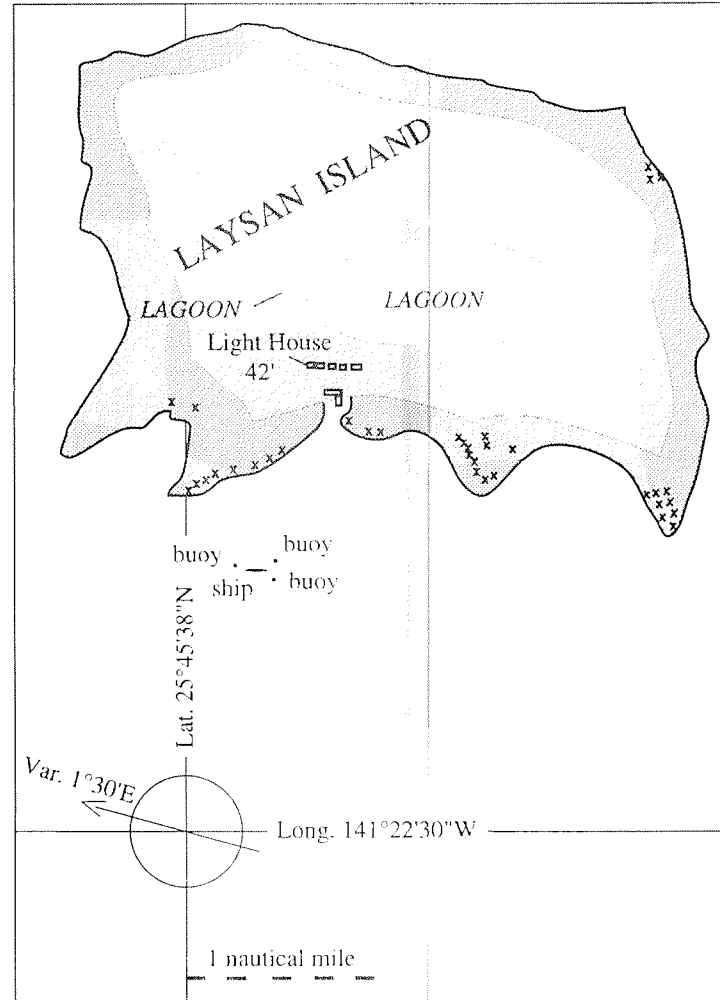 LAYSAN ISLAND
LAGOON
LAGOON
Light House
42'
buoy
buoy
ship
buoy
Lat. 25°45'38"N
Var. 1°30'E
Long. 141°22'30"W
1 nautical mile